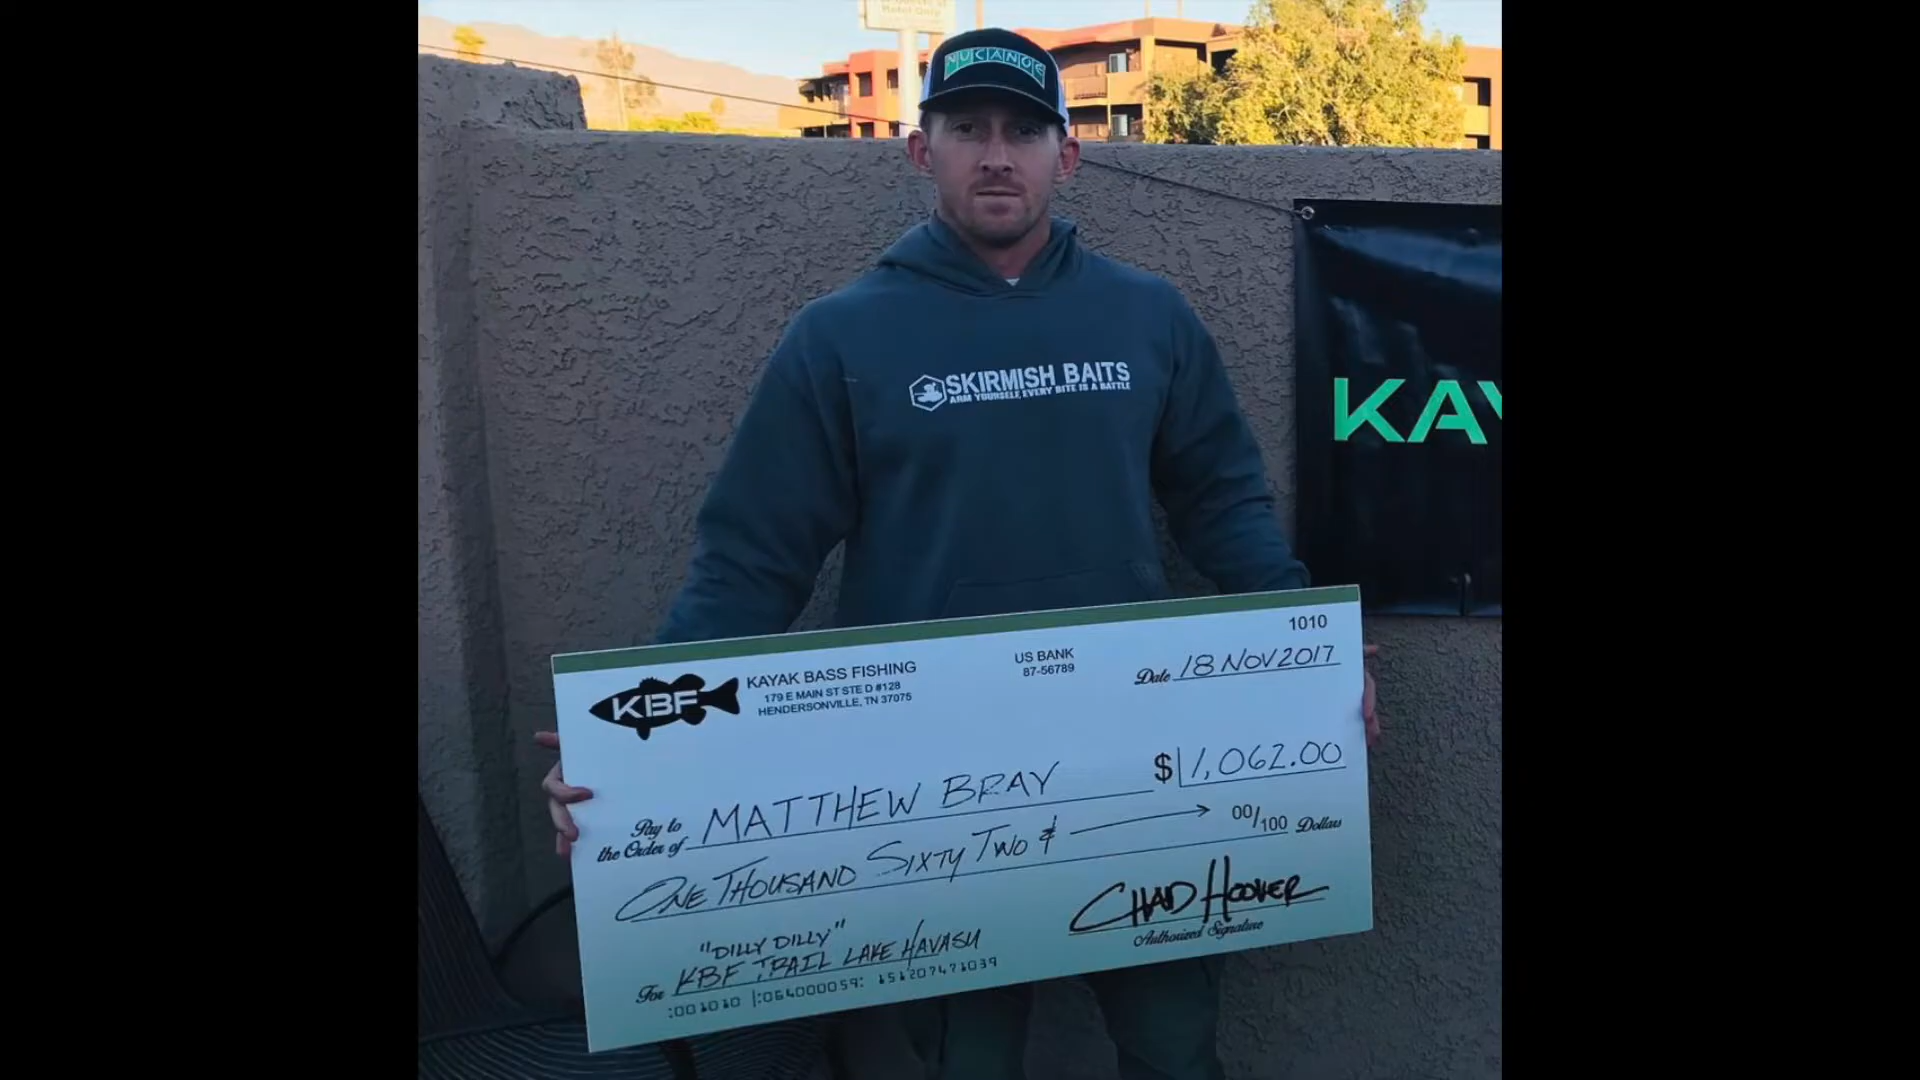 Hotel Corp
NUCANOE
SKIRMISH BAITS
ARM YOURSELF, EVERY BITE IS A BATTLE
KAY
1010
KBF
KAYAK BASS FISHING
179 E MAIN ST STE D #128
HENDERSONVILLE, TN 37075
US BANK
87-56789
Date 18 NOV 2017
Pay to
the Order of MATTHEW BRAY $ 1,062.00
ONE THOUSAND SIXTY TWO & 00/100 Dollars
"DILLY DILLY"
For KBF TRAIL LAKE HAVASU
CHAD HOOVER
Authorized Signature
:001010 |:064000059: 151207471039